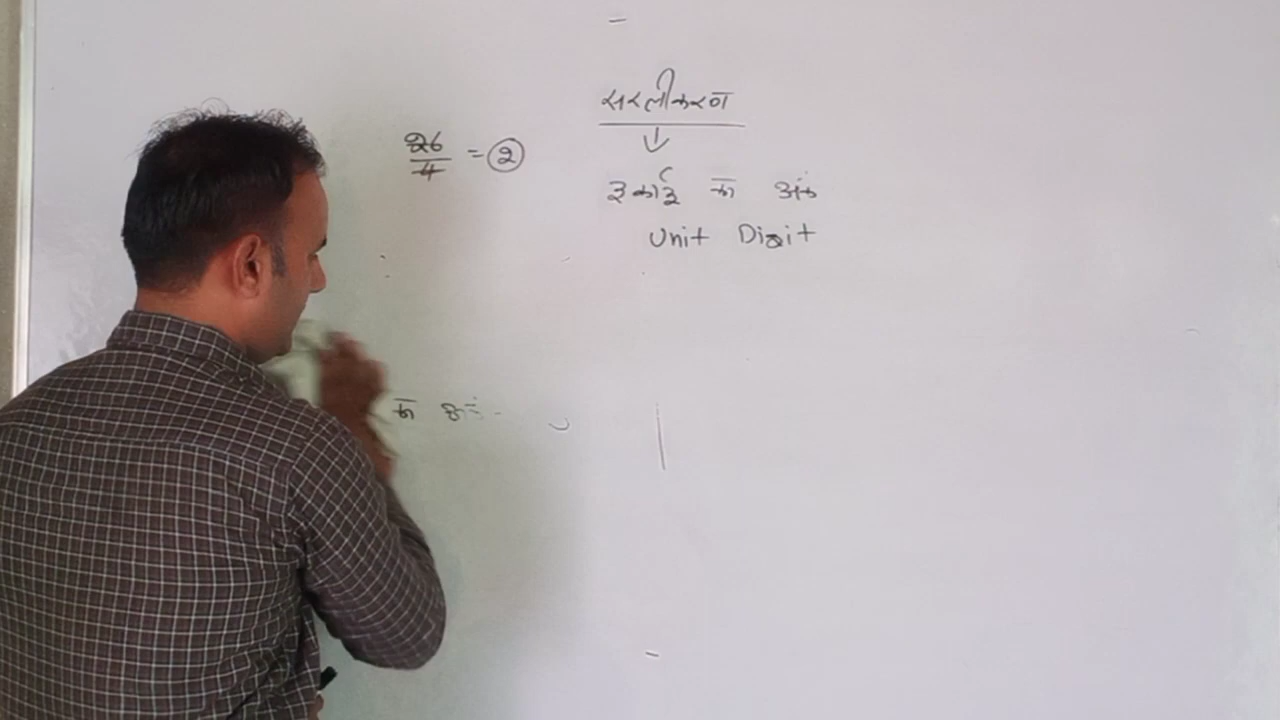 सरलीकरण
26/4 = 2
इकाई का अंक
Unit Digit
का अंक